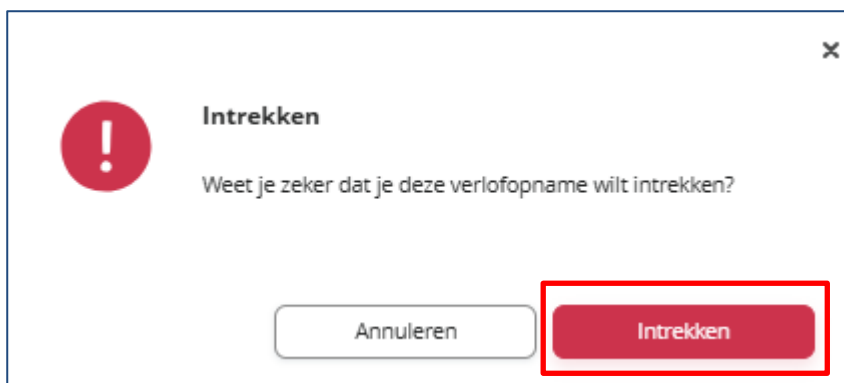 Intrekken
Weet je zeker dat je deze verlofopname wilt intrekken?
Annuleren
Intrekken